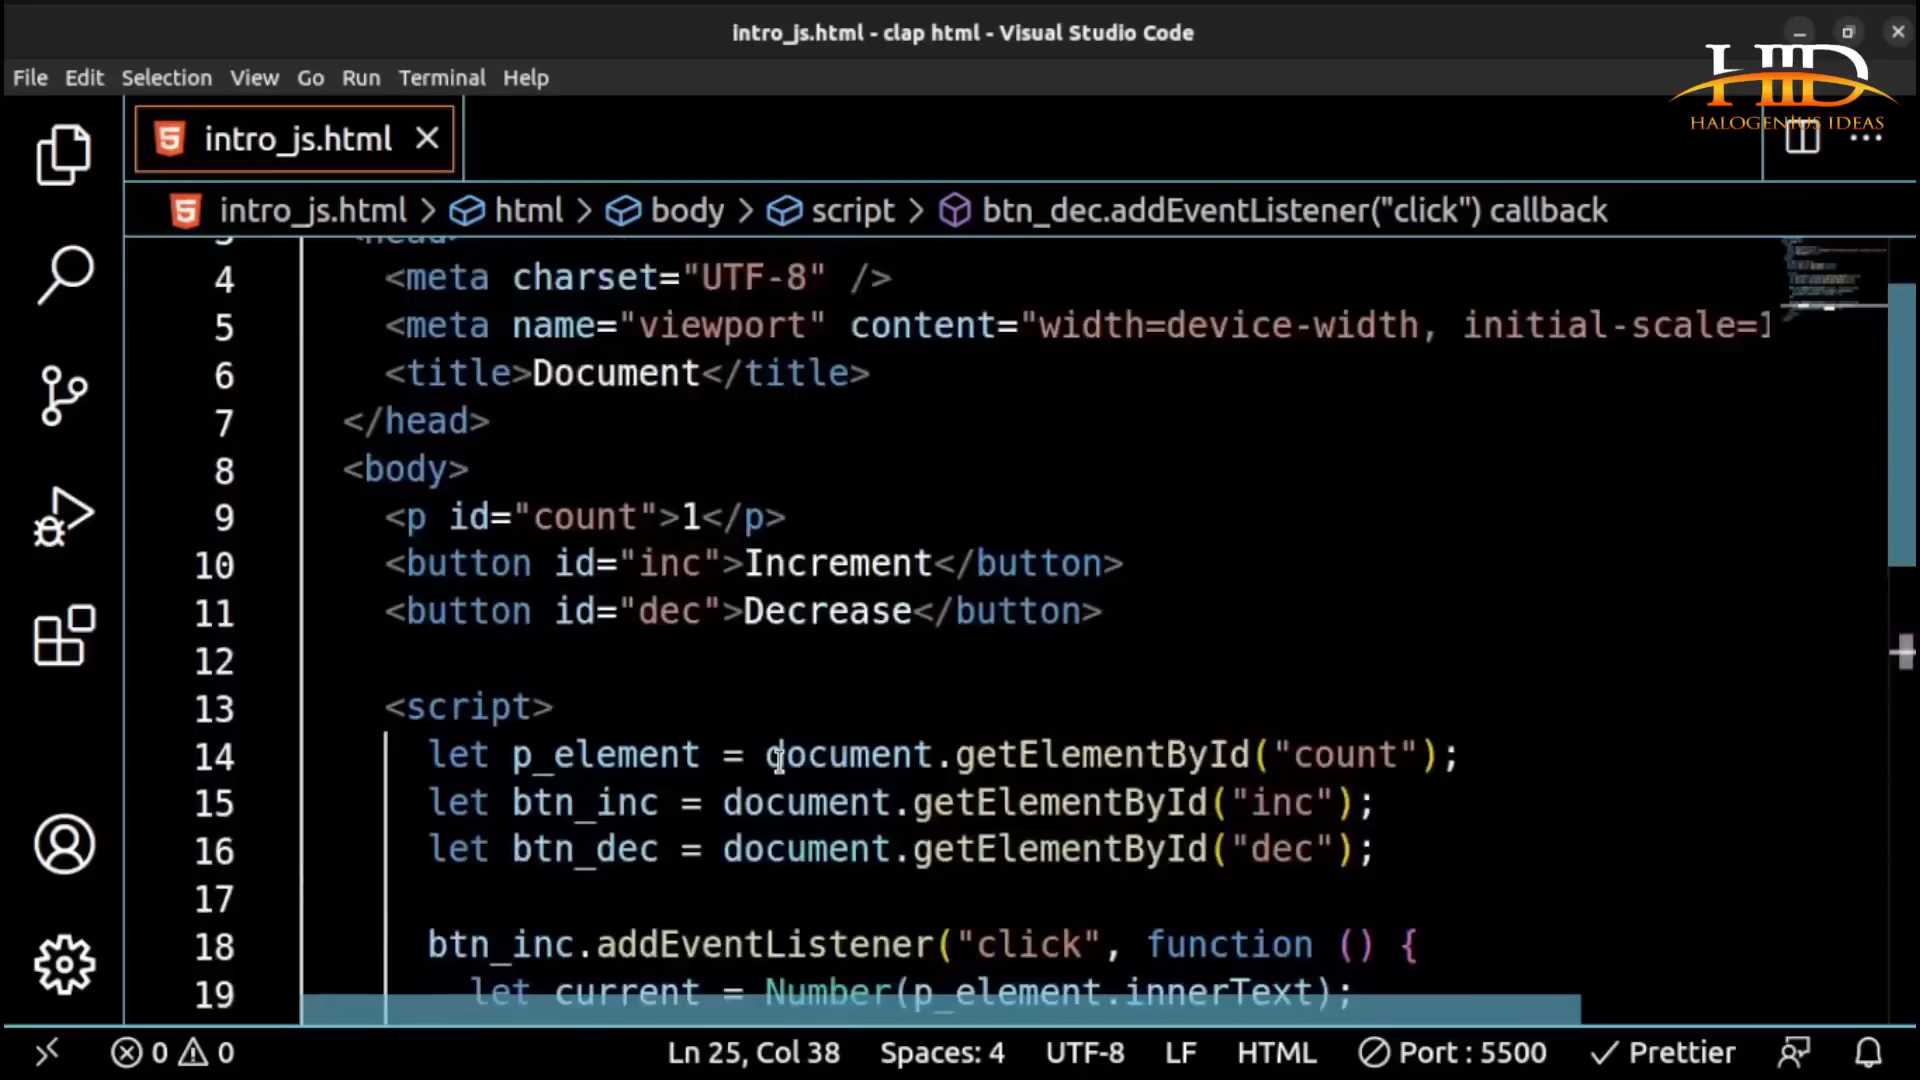 intro_js.html - clap html - Visual Studio Code
File Edit Selection View Go Run Terminal Help
HID
HALOGENIUS IDEAS
intro_js.html
intro_js.html > html > body > script > btn_dec.addEventListener("click") callback
3 <head>
4 <meta charset="UTF-8" />
5 <meta name="viewport" content="width=device-width, initial-scale=1
6 <title>Document</title>
7 </head>
8 <body>
9 <p id="count">1</p>
10 <button id="inc">Increment</button>
11 <button id="dec">Decrease</button>
12
13 <script>
14 let p_element = document.getElementById("count");
15 let btn_inc = document.getElementById("inc");
16 let btn_dec = document.getElementById("dec");
17
18 btn_inc.addEventListener("click", function () {
19 let current = Number(p_element.innerText);
0 0 Ln 25, Col 38 Spaces: 4 UTF-8 LF HTML Port : 5500 Prettier